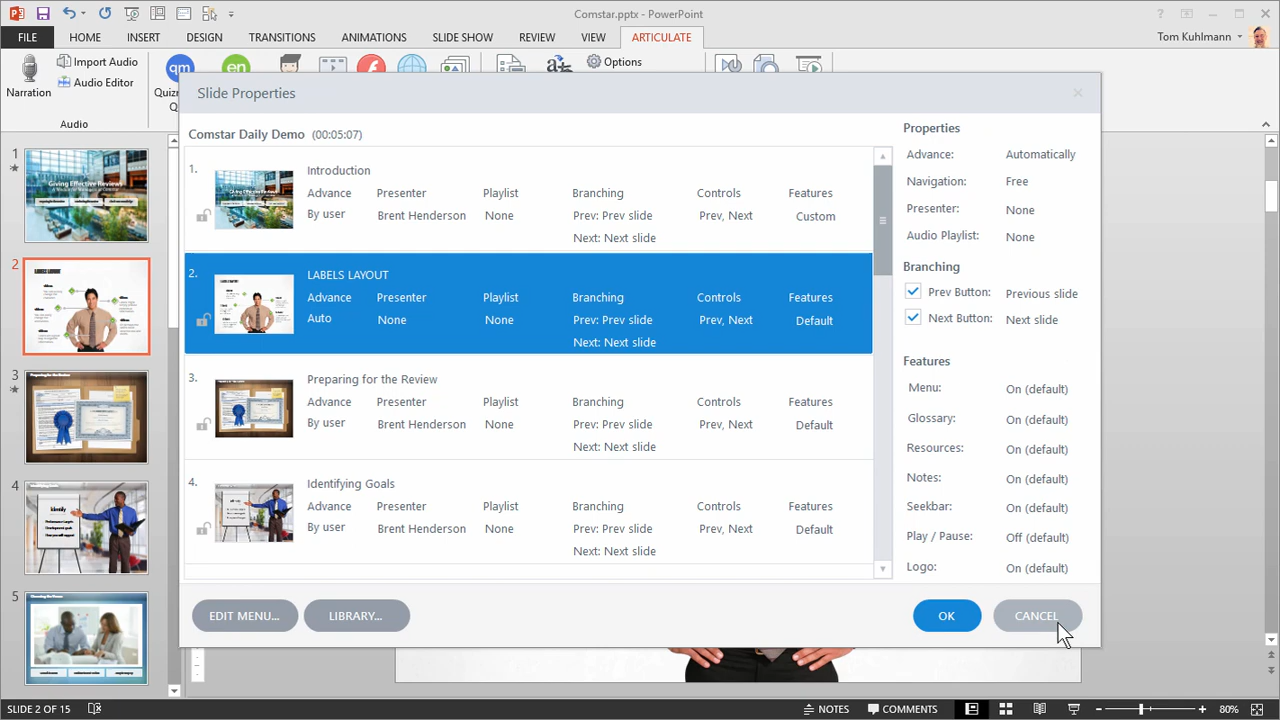 Comstar.pptx - PowerPoint
?
FILE HOME INSERT DESIGN TRANSITIONS ANIMATIONS SLIDE SHOW REVIEW VIEW ARTICULATE Tom Kuhlmann
Import Audio qm en Options
Audio Editor
Narration
Audio
Slide Properties
Comstar Daily Demo (00:05:07)
1. Introduction
Advance Presenter Playlist Branching Controls Features
By user Brent Henderson None Prev: Prev slide Prev, Next Custom
Next: Next slide
2. LABELS LAYOUT
Advance Presenter Playlist Branching Controls Features
Auto None None Prev: Prev slide Prev, Next Default
Next: Next slide
3. Preparing for the Review
Advance Presenter Playlist Branching Controls Features
By user Brent Henderson None Prev: Prev slide Prev, Next Default
Next: Next slide
4. Identifying Goals
Advance Presenter Playlist Branching Controls Features
By user Brent Henderson None Prev: Prev slide Prev, Next Default
Next: Next slide
Properties
Advance: Automatically
Navigation: Free
Presenter: None
Audio Playlist: None
Branching
Prev Button: Previous slide
Next Button: Next slide
Features
Menu: On (default)
Glossary: On (default)
Resources: On (default)
Notes: On (default)
Seekbar: On (default)
Play / Pause: Off (default)
Logo: On (default)
EDIT MENU... LIBRARY... OK CANCEL
1
Giving Effective Reviews
2
3
Preparing for the Review
4
identify
5
SLIDE 2 OF 15 NOTES COMMENTS 80%